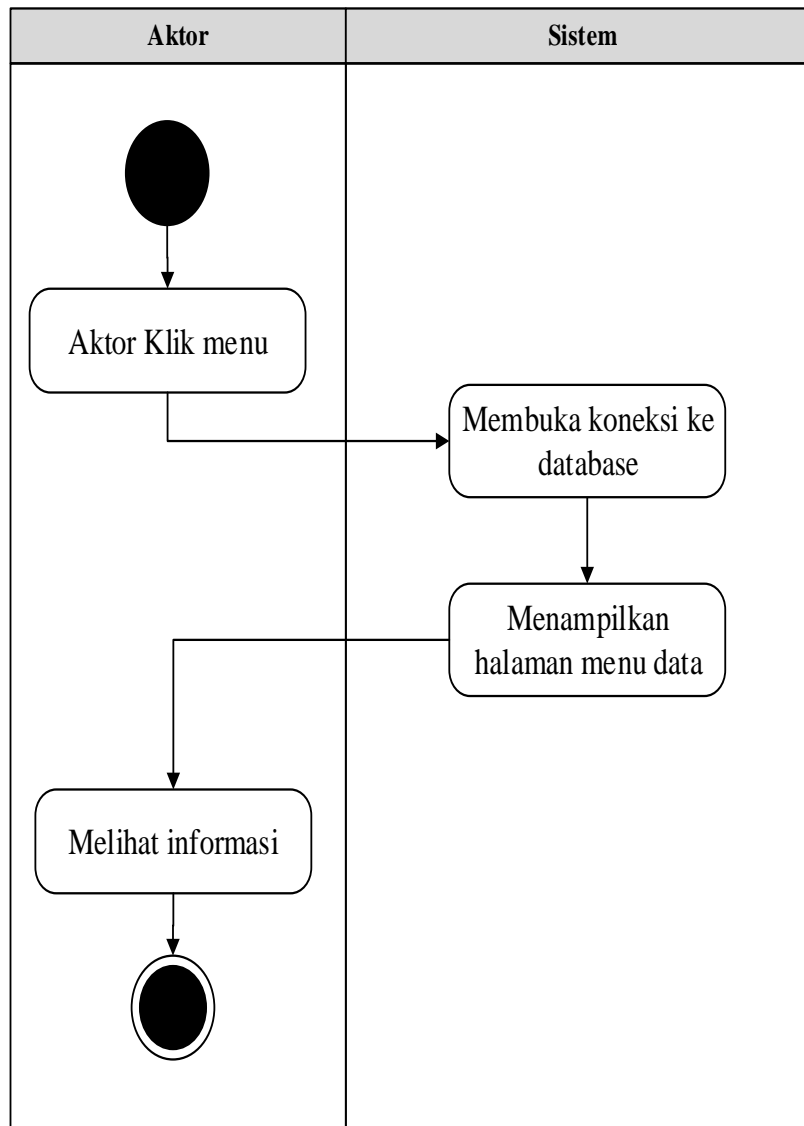 Aktor
Sistem
Aktor Klik menu
Membuka koneksi ke
database
Menampilkan
halaman menu data
Melihat informasi